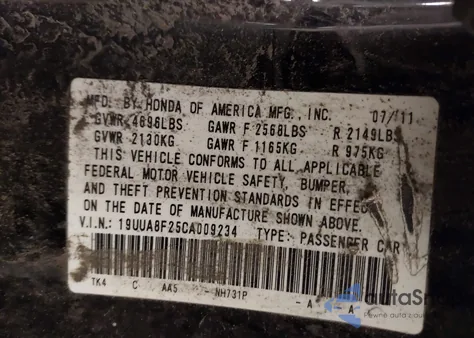 MFD. BY HONDA OF AMERICA MFG., INC. 07/11
GVWR 4696LBS GAWR F 2568LBS R 2149LBS
GVWR 2130KG GAWR F 1165KG R 975KG
THIS VEHICLE CONFORMS TO ALL APPLICABLE
FEDERAL MOTOR VEHICLE SAFETY, BUMPER,
AND THEFT PREVENTION STANDARDS IN EFFEC
ON THE DATE OF MANUFACTURE SHOWN ABOVE.
V.I.N.: 19UUA8F25CA009234 TYPE: PASSENGER CAR
TK4 C AA5 NH731P - A - A